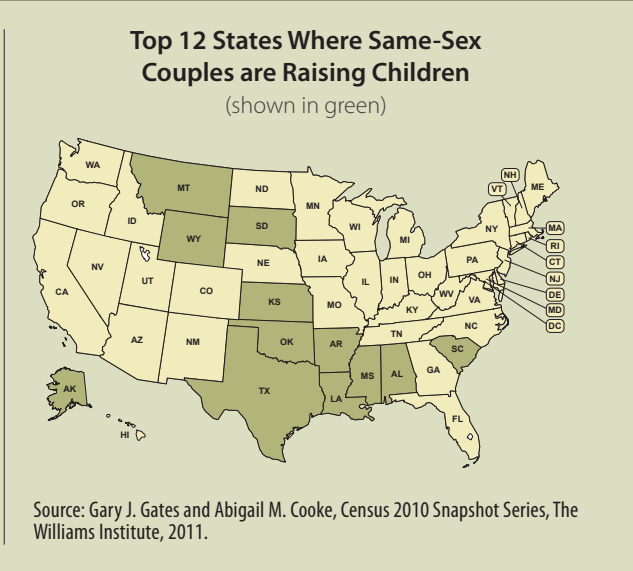 Top 12 States Where Same-Sex
Couples are Raising Children
(shown in green)
WA
MT
ND
MN
OR
ID
WY
SD
WI
MI
NY
VT
NH
ME
MA
RI
CT
NJ
DE
MD
DC
NV
UT
CO
NE
IA
IL
IN
OH
PA
CA
KS
MO
KY
WV
VA
AZ
NM
OK
AR
TN
NC
SC
TX
LA
MS
AL
GA
FL
AK
HI
Source: Gary J. Gates and Abigail M. Cooke, Census 2010 Snapshot Series, The
Williams Institute, 2011.